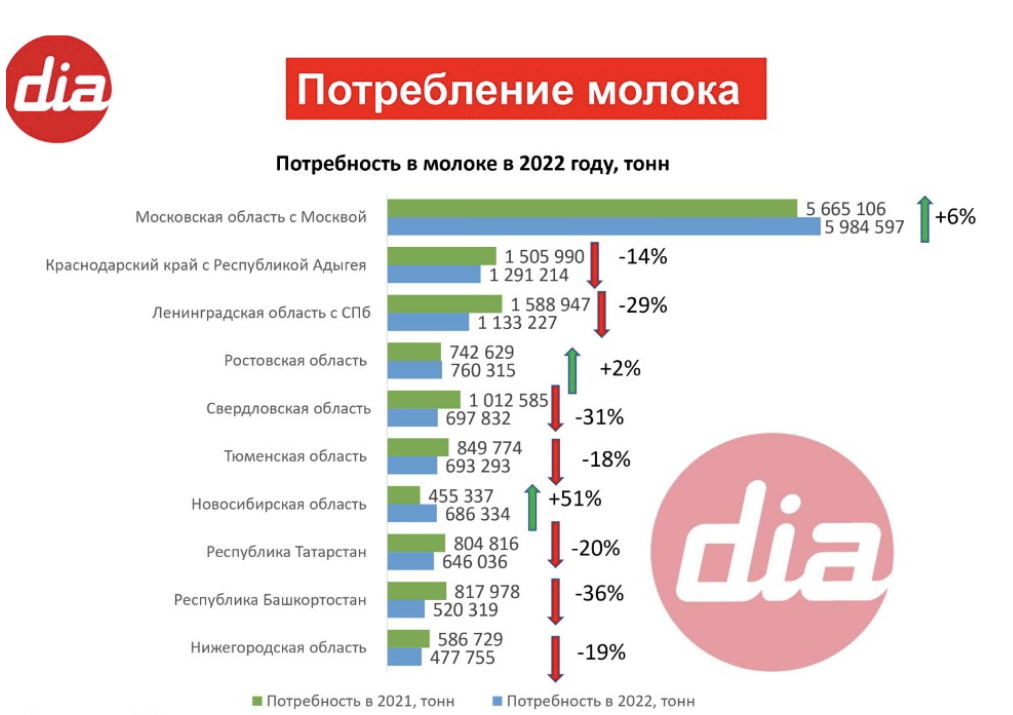 dia
Потребление молока
Потребность в молоке в 2022 году, тонн
Московская область с Москвой
5 665 106
5 984 597
+6%
Краснодарский край с Республикой Адыгея
1 505 990
1 291 214
-14%
Ленинградская область с СПб
1 588 947
1 133 227
-29%
Ростовская область
742 629
760 315
+2%
Свердловская область
1 012 585
697 832
-31%
Тюменская область
849 774
693 293
-18%
Новосибирская область
455 337
686 334
+51%
Республика Татарстан
804 816
646 036
-20%
Республика Башкортостан
817 978
520 319
-36%
Нижегородская область
586 729
477 755
-19%
dia
Потребность в 2021, тонн
Потребность в 2022, тонн